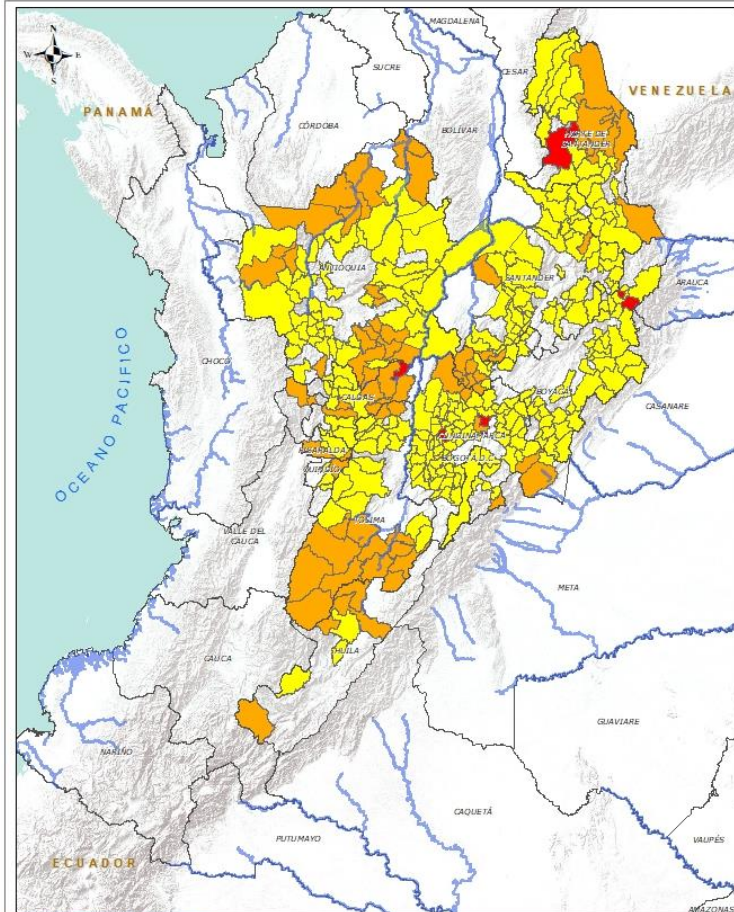 N
W E
S
MAGDALENA
SUCRE
CESAR
VENEZUELA
PANAMÁ
CÓRDOBA
BOLÍVAR
NORTE DE
SANTANDER
ANTIOQUIA
SANTANDER
ARAUCA
CHOCÓ
CALDAS
BOYACÁ
CASANARE
OCEANO PACIFICO
CUNDINAMARCA
RISARALDA
BOGOTÁ D.C.
QUINDIO
TOLIMA
VALLE DEL
CAUCA
META
CAUCA
HUILA
GUAVIARE
NARIÑO
CAQUETÁ
PUTUMAYO
VAUPÉS
ECUADOR
AMAZONAS